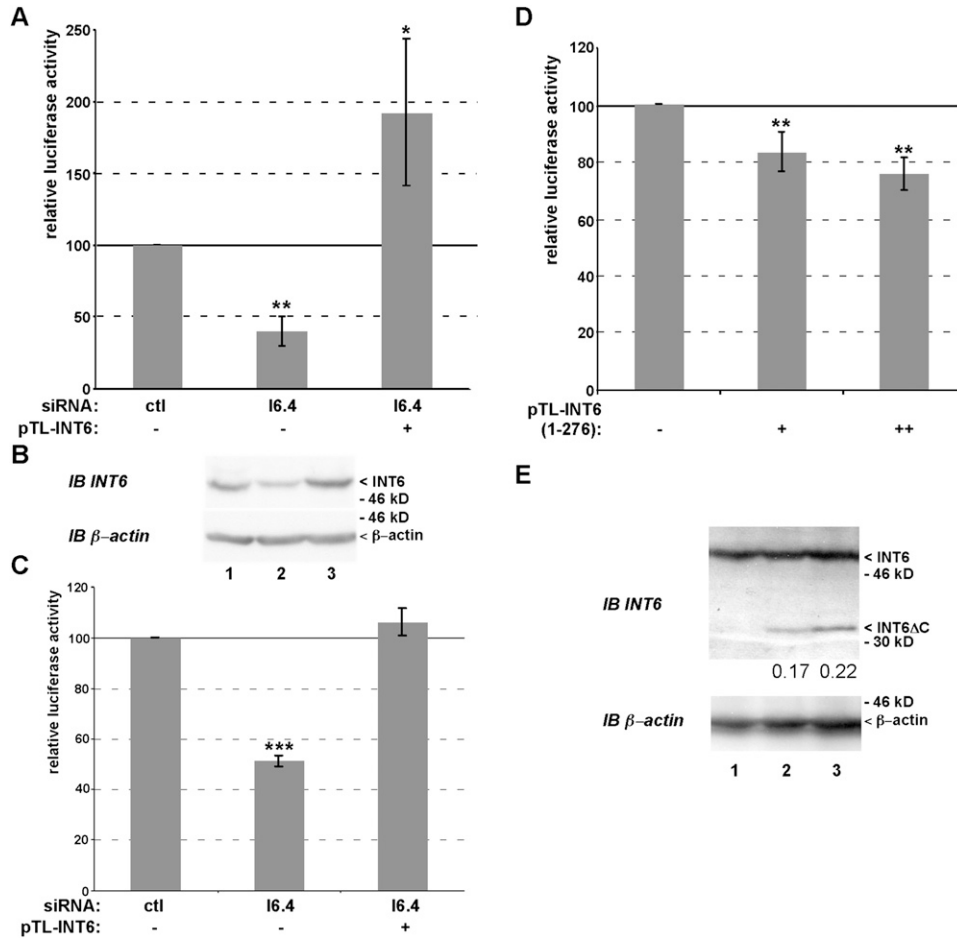 A
relative luciferase activity
250
200
150
100
50
0
*
**
siRNA: ctl I6.4 I6.4
pTL-INT6: - - +
B
IB INT6
< INT6
- 46 kD
IB β-actin
- 46 kD
< β-actin
1 2 3
C
relative luciferase activity
120
100
80
60
40
20
0
***
siRNA: ctl I6.4 I6.4
pTL-INT6: - - +
D
relative luciferase activity
120
100
80
60
40
20
0
**
**
pTL-INT6
(1-276): - + ++
E
IB INT6
< INT6
- 46 kD
< INT6ΔC
- 30 kD
0.17 0.22
IB β-actin
- 46 kD
< β-actin
1 2 3